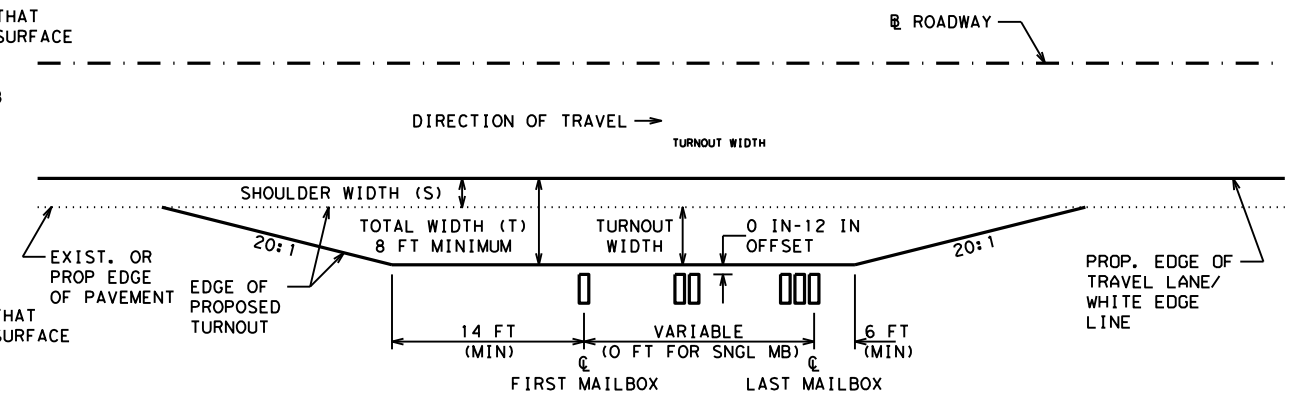 THAT
SURFACE
℄ ROADWAY
DIRECTION OF TRAVEL
TURNOUT WIDTH
SHOULDER WIDTH (S)
TOTAL WIDTH (T)
8 FT MINIMUM
TURNOUT
WIDTH
0 IN-12 IN
OFFSET
20:1
20:1
EXIST. OR
PROP EDGE
OF PAVEMENT
EDGE OF
PROPOSED
TURNOUT
PROP. EDGE OF
TRAVEL LANE/
WHITE EDGE
LINE
THAT
SURFACE
14 FT
(MIN)
VARIABLE
(0 FT FOR SNGL MB)
6 FT
(MIN)
℄
FIRST MAILBOX
℄
LAST MAILBOX